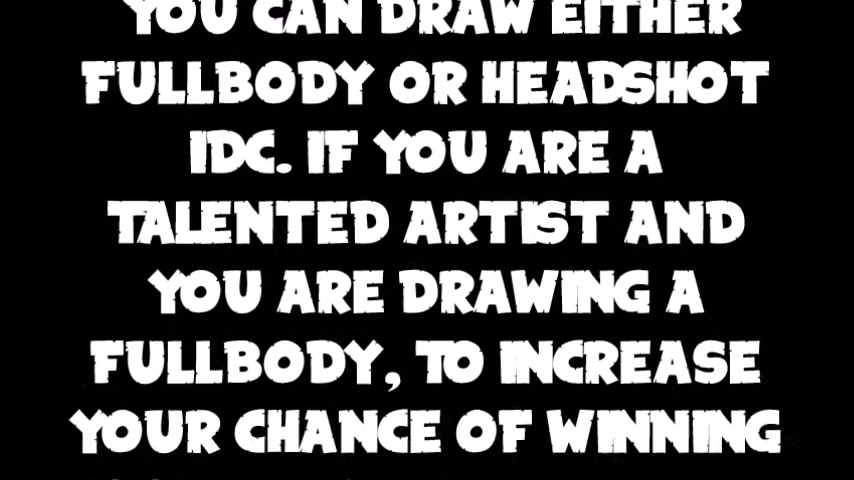 YOU CAN DRAW EITHER
FULLBODY OR HEADSHOT
IDC. IF YOU ARE A
TALENTED ARTIST AND
YOU ARE DRAWING A
FULLBODY, TO INCREASE
YOUR CHANCE OF WINNING